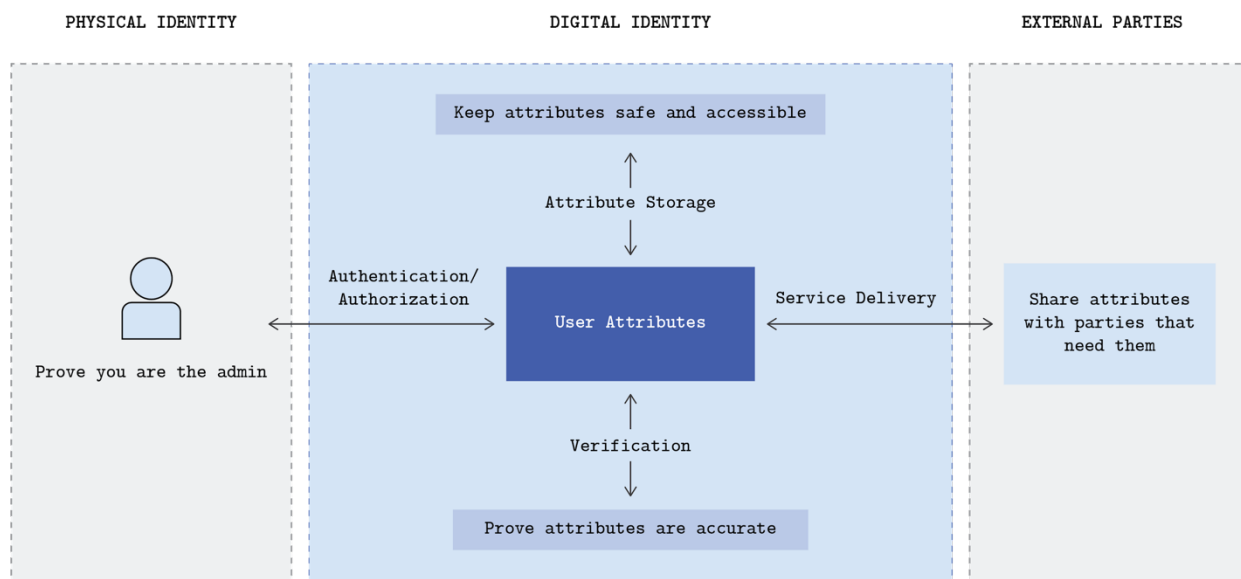 PHYSICAL IDENTITY
DIGITAL IDENTITY
EXTERNAL PARTIES
Keep attributes safe and accessible
Attribute Storage
Authentication/
Authorization
User Attributes
Service Delivery
Share attributes
with parties that
need them
Prove you are the admin
Verification
Prove attributes are accurate